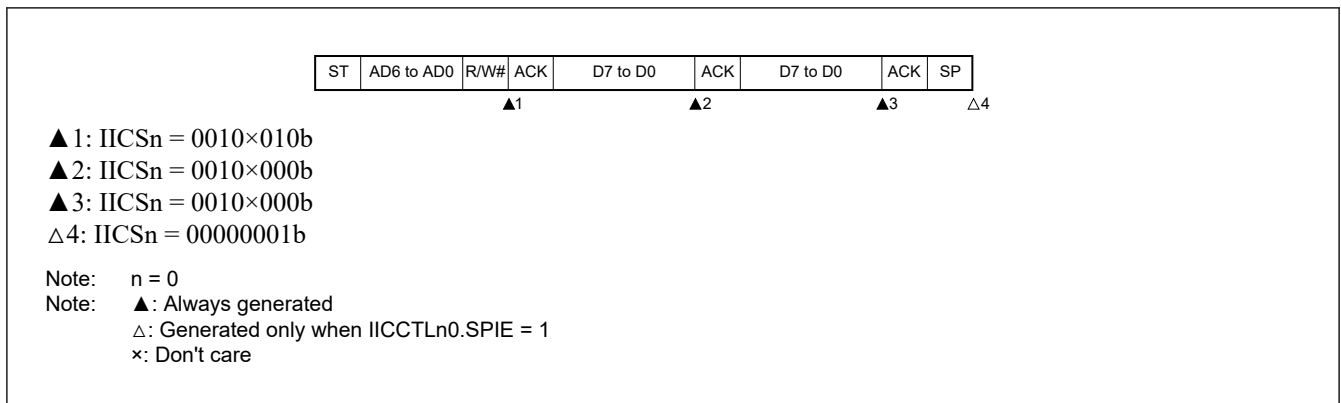 ST AD6 to AD0 R/W# ACK D7 to D0 ACK D7 to D0 ACK SP
▲1 ▲2 ▲3 △4
▲1: IICSn = 0010×010b
▲2: IICSn = 0010×000b
▲3: IICSn = 0010×000b
△4: IICSn = 00000001b
Note: n = 0
Note: ▲: Always generated
△: Generated only when IICCTLn0.SPIE = 1
×: Don't care